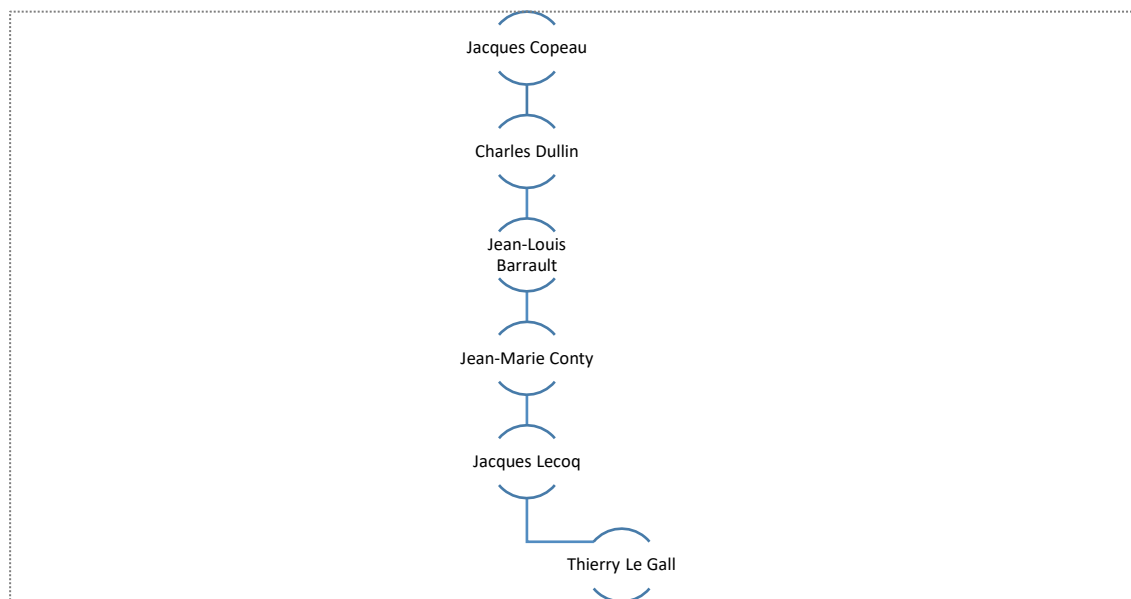 Jacques Copeau
Charles Dullin
Jean-Louis
Barrault
Jean-Marie Conty
Jacques Lecoq
Thierry Le Gall